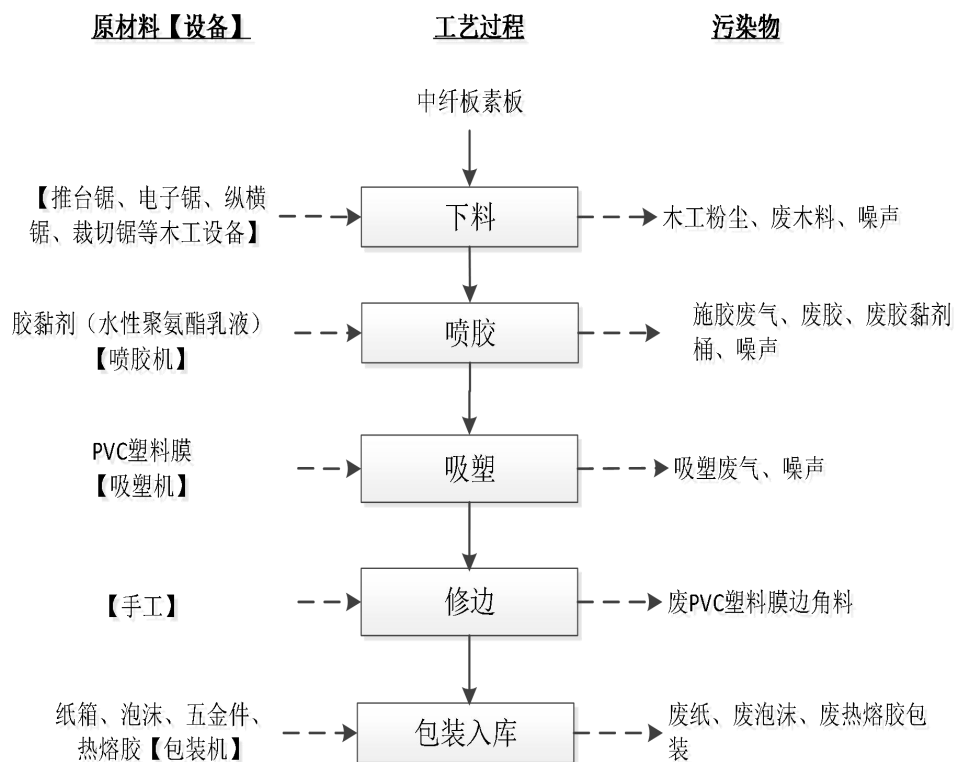 原材料【设备】 工艺过程 污染物
中纤板素板
【推台锯、电子锯、纵横
锯、裁切锯等木工设备】
下料
木工粉尘、废木料、噪声
胶黏剂（水性聚氨酯乳液）
【喷胶机】
喷胶
施胶废气、废胶、废胶黏剂
桶、噪声
PVC塑料膜
【吸塑机】
吸塑
吸塑废气、噪声
【手工】
修边
废PVC塑料膜边角料
纸箱、泡沫、五金件、
热熔胶【包装机】
包装入库
废纸、废泡沫、废热熔胶包
装